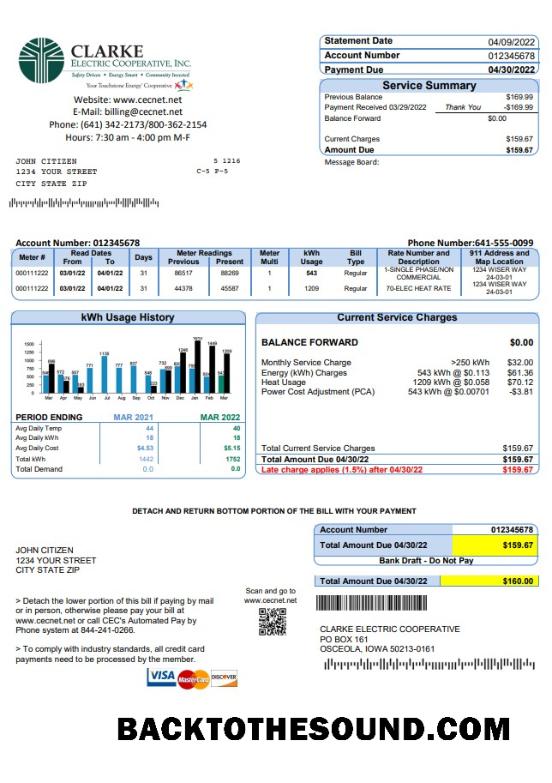 CLARKE
ELECTRIC COOPERATIVE, INC.
Safety Driven • Energy Smart • Community Invested
Your Touchstone Energy® Cooperative
Website: www.cecnet.net
E-Mail: billing@cecnet.net
Phone: (641) 342-2173/800-362-2154
Hours: 7:30 am - 4:00 pm M-F
Statement Date 04/09/2022
Account Number 012345678
Payment Due 04/30/2022
Service Summary
Previous Balance $169.99
Payment Received 03/29/2022 Thank You -$169.99
Balance Forward $0.00
Current Charges $159.67
Amount Due $159.67
Message Board:
JOHN CITIZEN 5 1216
1234 YOUR STREET C-5 P-5
CITY STATE ZIP
Account Number: 012345678 Phone Number:641-555-0099
Meter # Read Dates From To Days Meter Readings Previous Present Meter Multi kWh Usage Bill Type Rate Number and Description 911 Address and Map Location
000111222 03/01/22 04/01/22 31 86517 88269 1 543 Regular 1-SINGLE PHASE/NON COMMERCIAL 1234 WISER WAY 24-03-01
000111222 03/01/22 04/01/22 31 44378 45587 1 1209 Regular 70-ELEC HEAT RATE 1234 WISER WAY 24-03-01
kWh Usage History
1500
1250
1000
750
500
250
0
Mar Apr May Jun Jul Aug Sep Oct Nov Dec Jan Feb Mar
PERIOD ENDING MAR 2021 MAR 2022
Avg Daily Temp 44 40
Avg Daily kWh 18 18
Avg Daily Cost $4.53 $5.15
Total kWh 1442 1752
Total Demand 0.0 0.0
Current Service Charges
BALANCE FORWARD $0.00
Monthly Service Charge >250 kWh $32.00
Energy (kWh) Charges 543 kWh @ $0.113 $61.36
Heat Usage 1209 kWh @ $0.058 $70.12
Power Cost Adjustment (PCA) 543 kWh @ $0.00701 -$3.81
Total Current Service Charges $159.67
Total Amount Due 04/30/22 $159.67
Late charge applies (1.5%) after 04/30/22 $159.67
DETACH AND RETURN BOTTOM PORTION OF THE BILL WITH YOUR PAYMENT
JOHN CITIZEN
1234 YOUR STREET
CITY STATE ZIP
Account Number 012345678
Total Amount Due 04/30/22 $159.67
Bank Draft - Do Not Pay
Total Amount Due 04/30/22 $160.00
> Detach the lower portion of this bill if paying by mail
or in person, otherwise please pay your bill at
www.cecnet.net or call CEC's Automated Pay by
Phone system at 844-241-0266.
> To comply with industry standards, all credit card
payments need to be processed by the member.
Scan and go to
www.cecnet.net
VISA MasterCard DISCOVER
CLARKE ELECTRIC COOPERATIVE
PO BOX 161
OSCEOLA, IOWA 50213-0161
BACKTOTHESOUND.COM